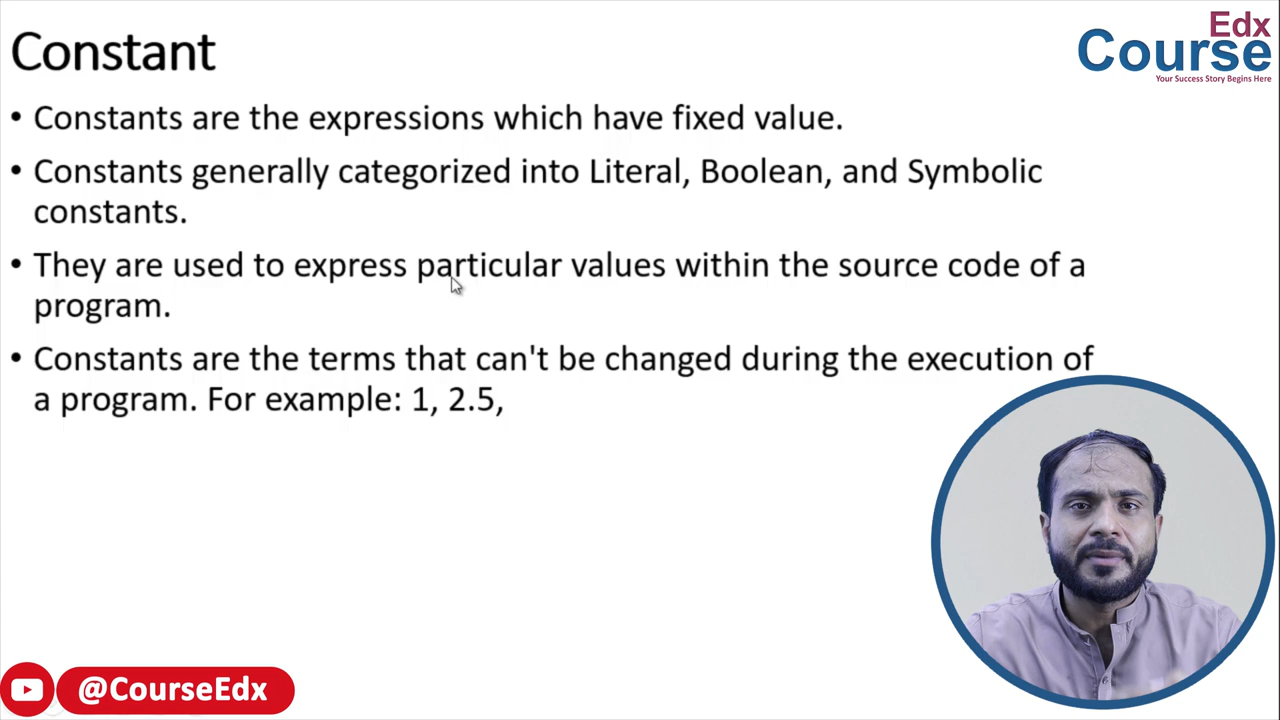 Constant
Edx
Course
Your Success Story Begins Here
• Constants are the expressions which have fixed value.
• Constants generally categorized into Literal, Boolean, and Symbolic
constants.
• They are used to express particular values within the source code of a
program.
• Constants are the terms that can't be changed during the execution of
a program. For example: 1, 2.5,
@CourseEdx